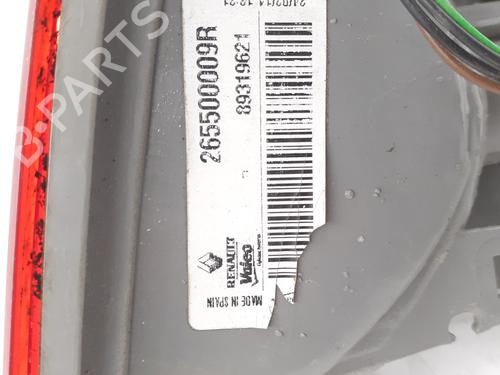 265500009R
89319621
RENAULT
Valeo
MADE IN SPAIN
B-PARTS